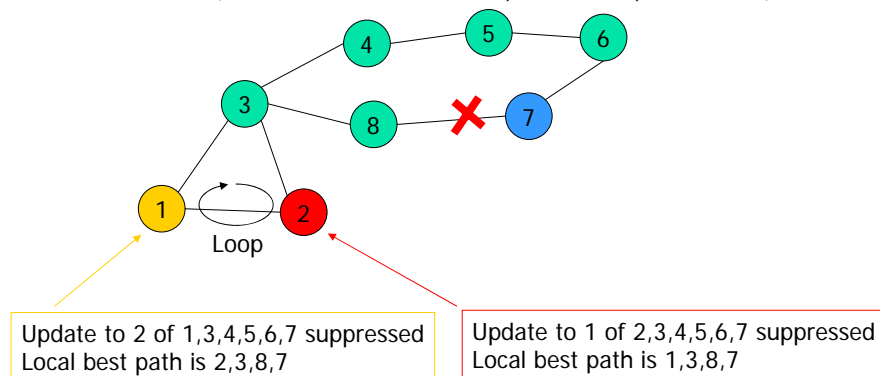 4
5
6
3
8
7
1
2
Loop
Update to 2 of 1,3,4,5,6,7 suppressed
Local best path is 2,3,8,7
Update to 1 of 2,3,4,5,6,7 suppressed
Local best path is 1,3,8,7